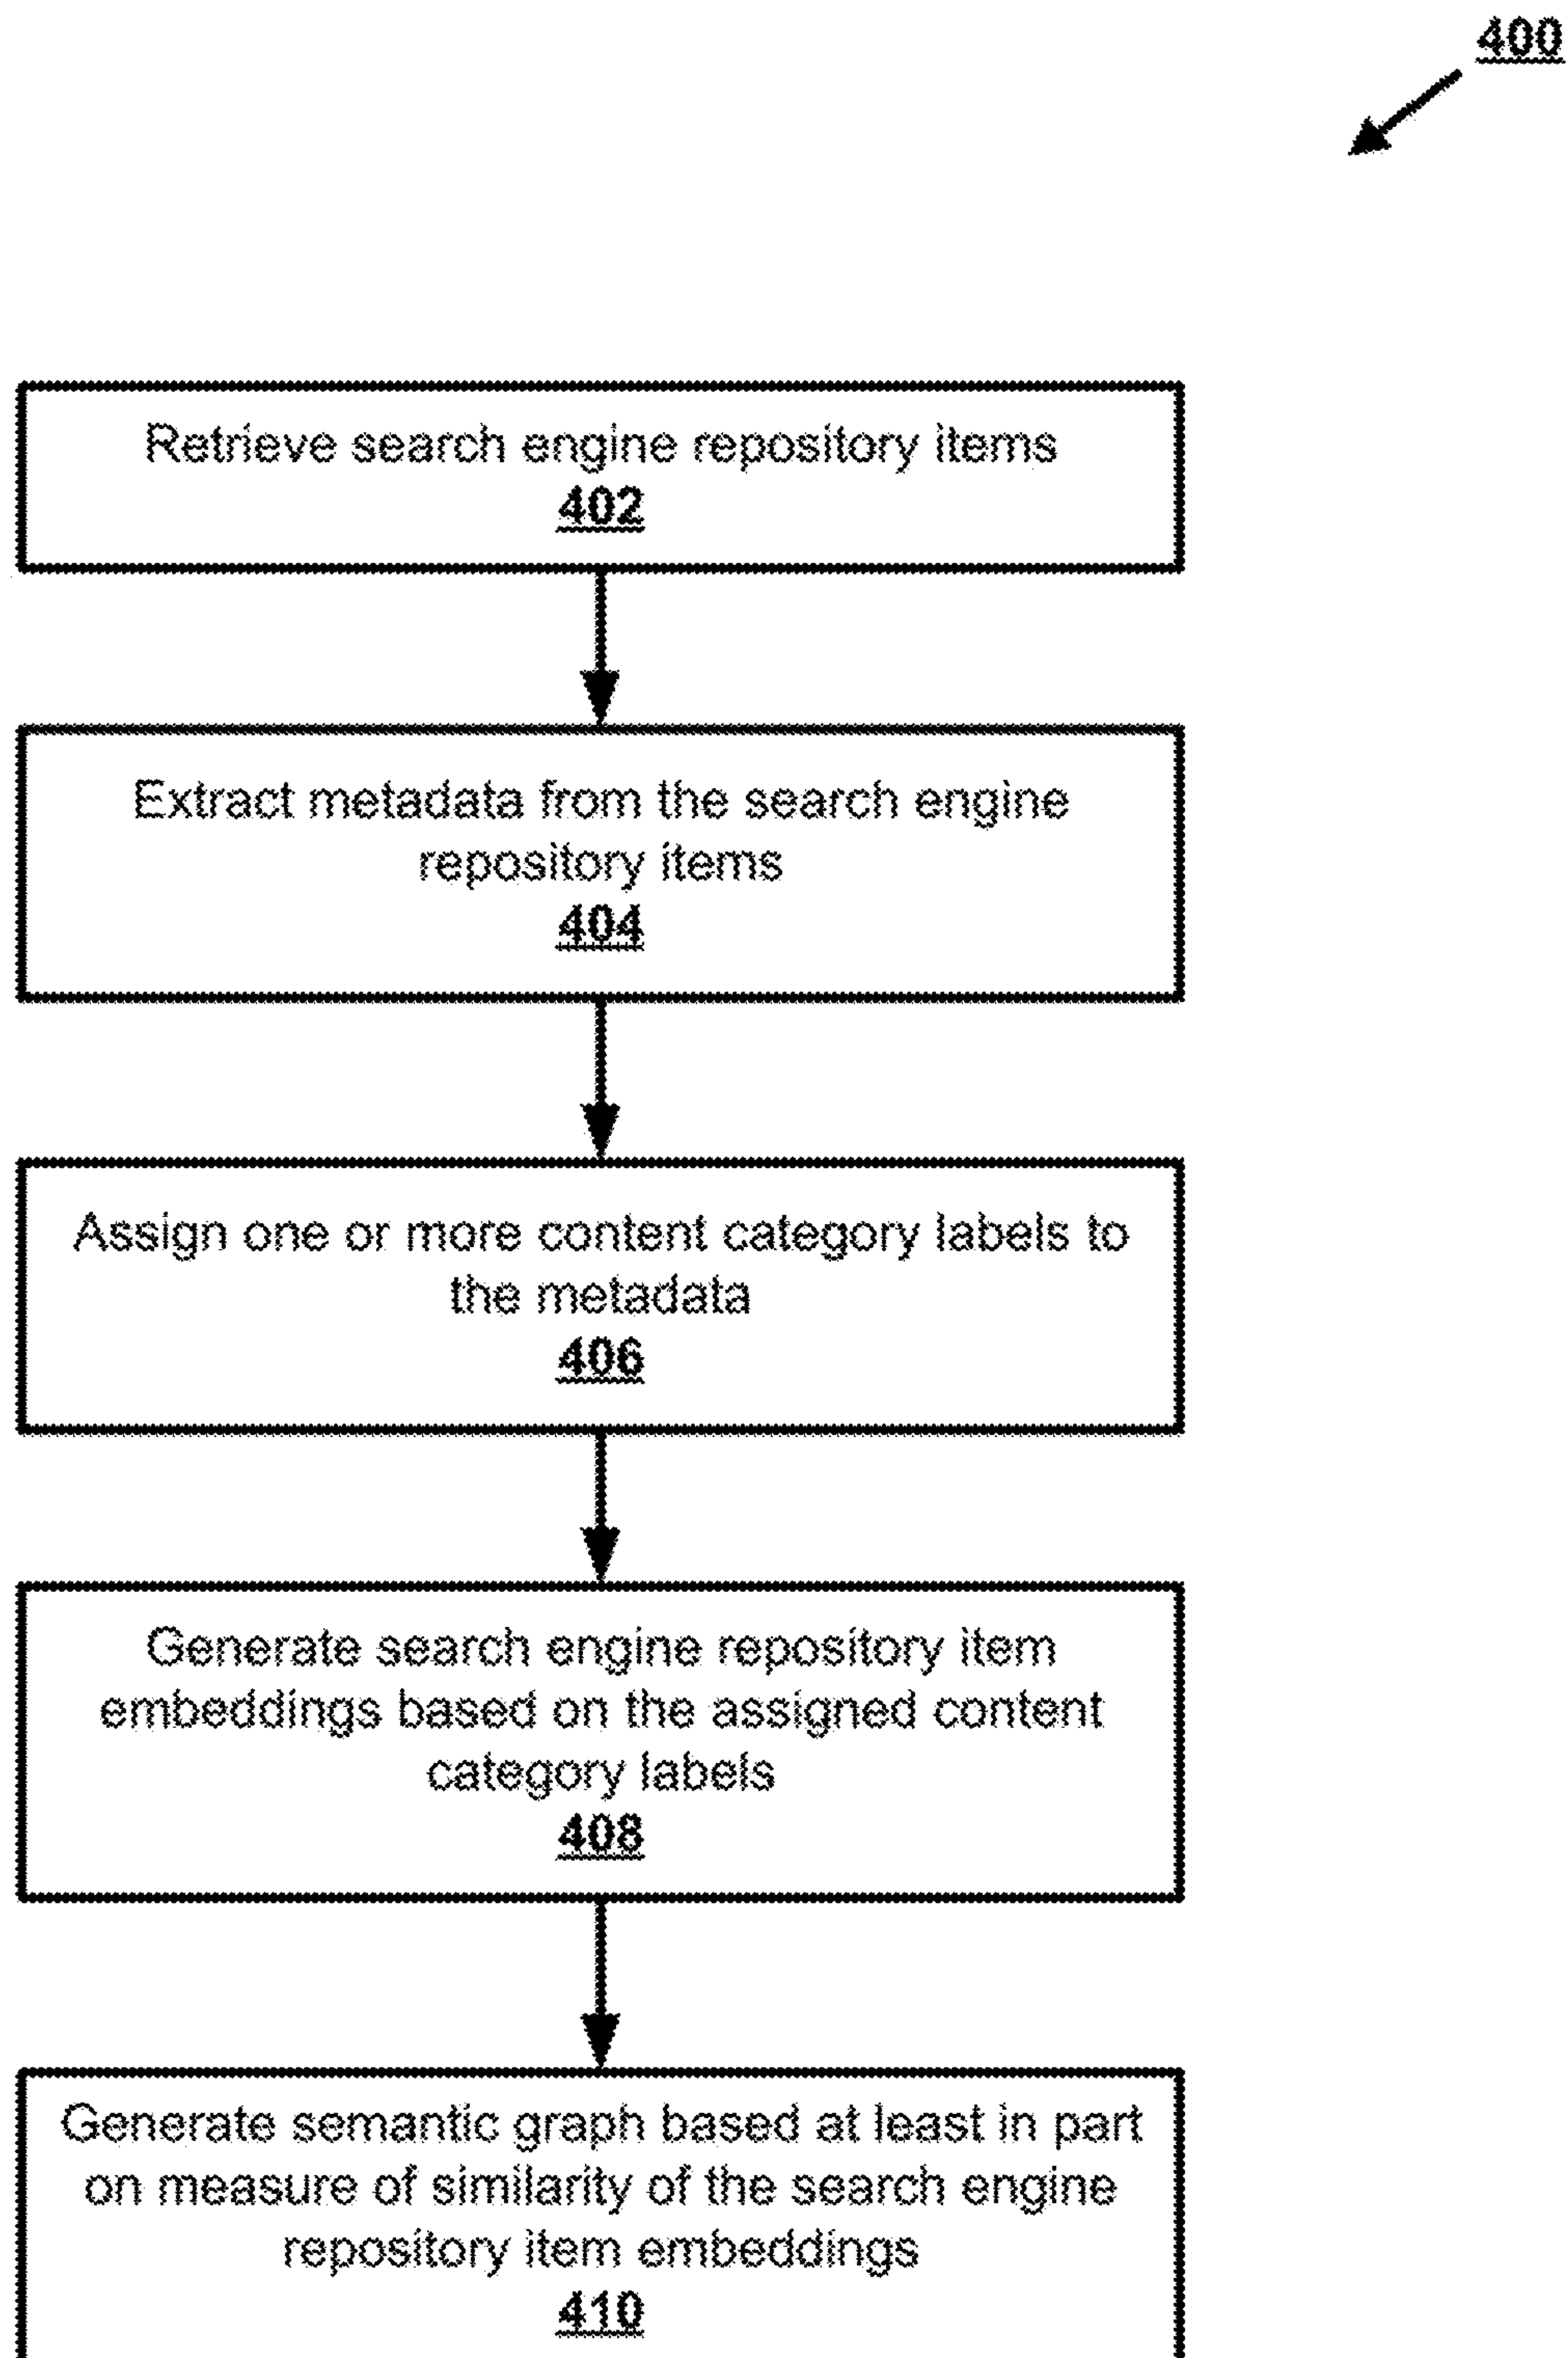 400
Retrieve search engine repository items
402
Extract metadata from the search engine
repository items
404
Assign one or more content category labels to
the metadata
406
Generate search engine repository item
embeddings based on the assigned content
category labels
408
Generate semantic graph based at least in part
on measure of similarity of the search engine
repository item embeddings
410